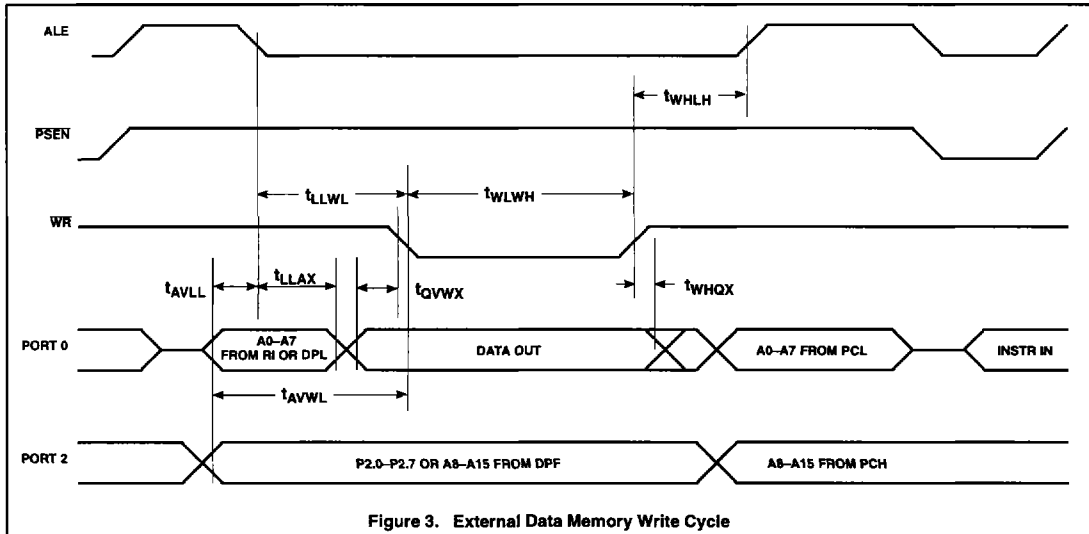 ALE
tWHLH
PSEN
tLLWL
tWLWH
WR
tAVLL
tLLAX
tQVWX
tWHQX
PORT 0
A0–A7
FROM RI OR DPL
DATA OUT
A0–A7 FROM PCL
INSTR IN
tAVWL
PORT 2
P2.0–P2.7 OR A8–A15 FROM DPF
A8–A15 FROM PCH
Figure 3. External Data Memory Write Cycle